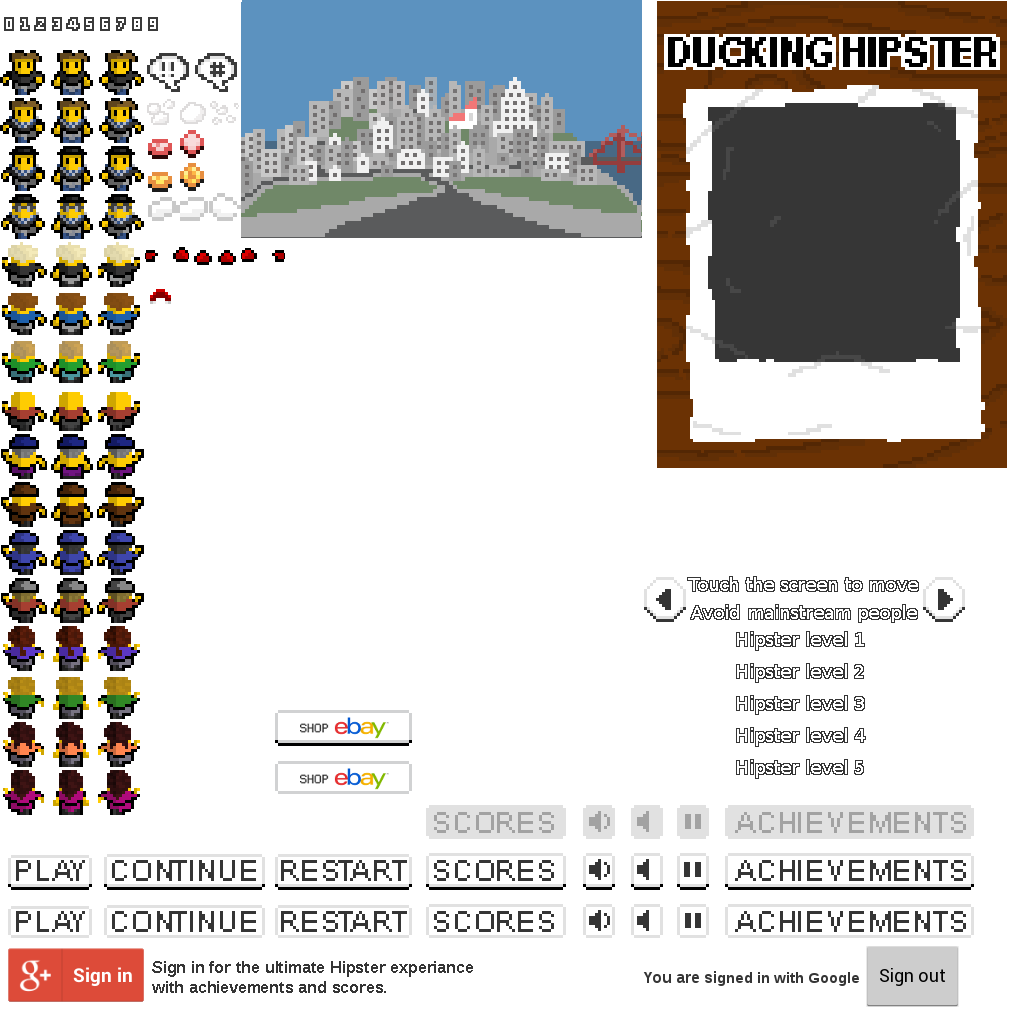 0123456789
!!
#
DUCKING HIPSTER
Touch the screen to move
Avoid mainstream people
Hipster level 1
Hipster level 2
Hipster level 3
Hipster level 4
Hipster level 5
SHOP ebay
SHOP ebay
SCORES ACHIEVEMENTS
PLAY CONTINUE RESTART SCORES ACHIEVEMENTS
PLAY CONTINUE RESTART SCORES ACHIEVEMENTS
g+ Sign in
Sign in for the ultimate Hipster experiance
with achievements and scores.
You are signed in with Google
Sign out